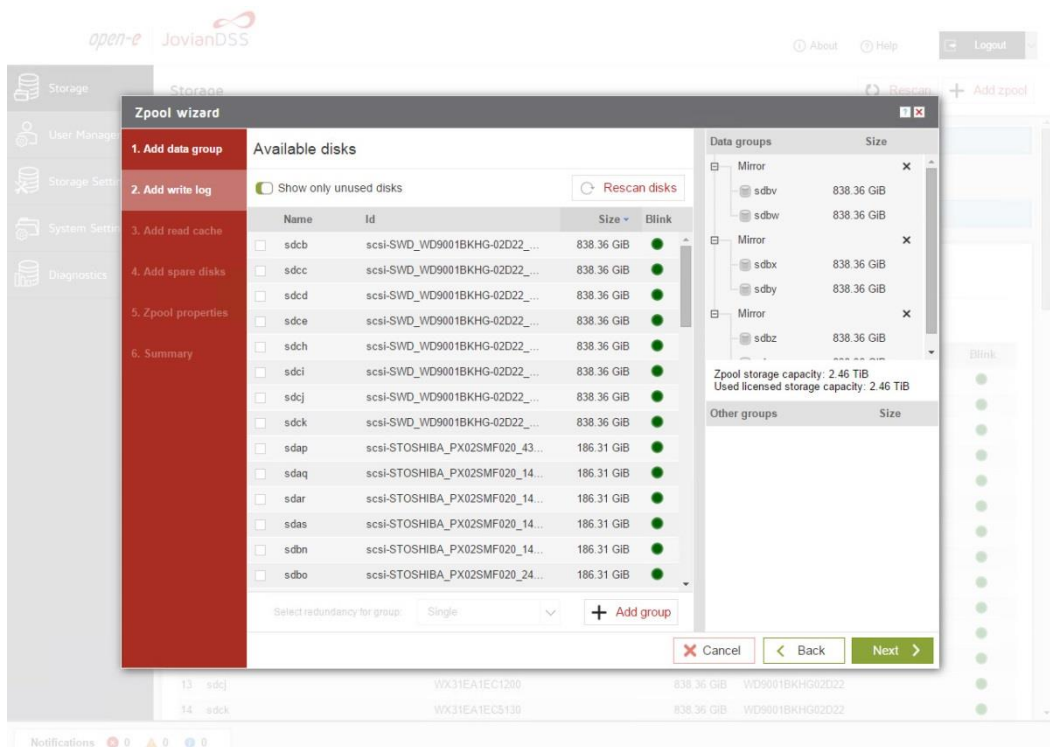 open-e JovianDSS
About Help Logout
Storage
Storage
Rescan Add zpool
User Manage
Storage Settin
System Settin
Diagnostics
Zpool wizard
1. Add data group
2. Add write log
3. Add read cache
4. Add spare disks
5. Zpool properties
6. Summary
Available disks
Show only unused disks
Rescan disks
Name Id Size Blink
sdcb scsi-SWD_WD9001BKHG-02D22_... 838.36 GiB
sdcc scsi-SWD_WD9001BKHG-02D22_... 838.36 GiB
sdcd scsi-SWD_WD9001BKHG-02D22_... 838.36 GiB
sdce scsi-SWD_WD9001BKHG-02D22_... 838.36 GiB
sdch scsi-SWD_WD9001BKHG-02D22_... 838.36 GiB
sdci scsi-SWD_WD9001BKHG-02D22_... 838.36 GiB
sdcj scsi-SWD_WD9001BKHG-02D22_... 838.36 GiB
sdck scsi-SWD_WD9001BKHG-02D22_... 838.36 GiB
sdap scsi-STOSHIBA_PX02SMF020_43... 186.31 GiB
sdaq scsi-STOSHIBA_PX02SMF020_14... 186.31 GiB
sdar scsi-STOSHIBA_PX02SMF020_14... 186.31 GiB
sdas scsi-STOSHIBA_PX02SMF020_14... 186.31 GiB
sdbn scsi-STOSHIBA_PX02SMF020_14... 186.31 GiB
sdbo scsi-STOSHIBA_PX02SMF020_24... 186.31 GiB
Select redundancy for group: Single
Add group
Data groups Size
Mirror
sdbv 838.36 GiB
sdbw 838.36 GiB
Mirror
sdbx 838.36 GiB
sdby 838.36 GiB
Mirror
sdbz 838.36 GiB
Zpool storage capacity: 2.46 TiB
Used licensed storage capacity: 2.46 TiB
Other groups Size
Cancel Back Next
Blink
13 sdcj WX31EA1EC1200 838.36 GiB WD9001BKHG02D22
14 sdck WX31EA1EC5130 838.36 GiB WD9001BKHG02D22
Notifications 0 0 0